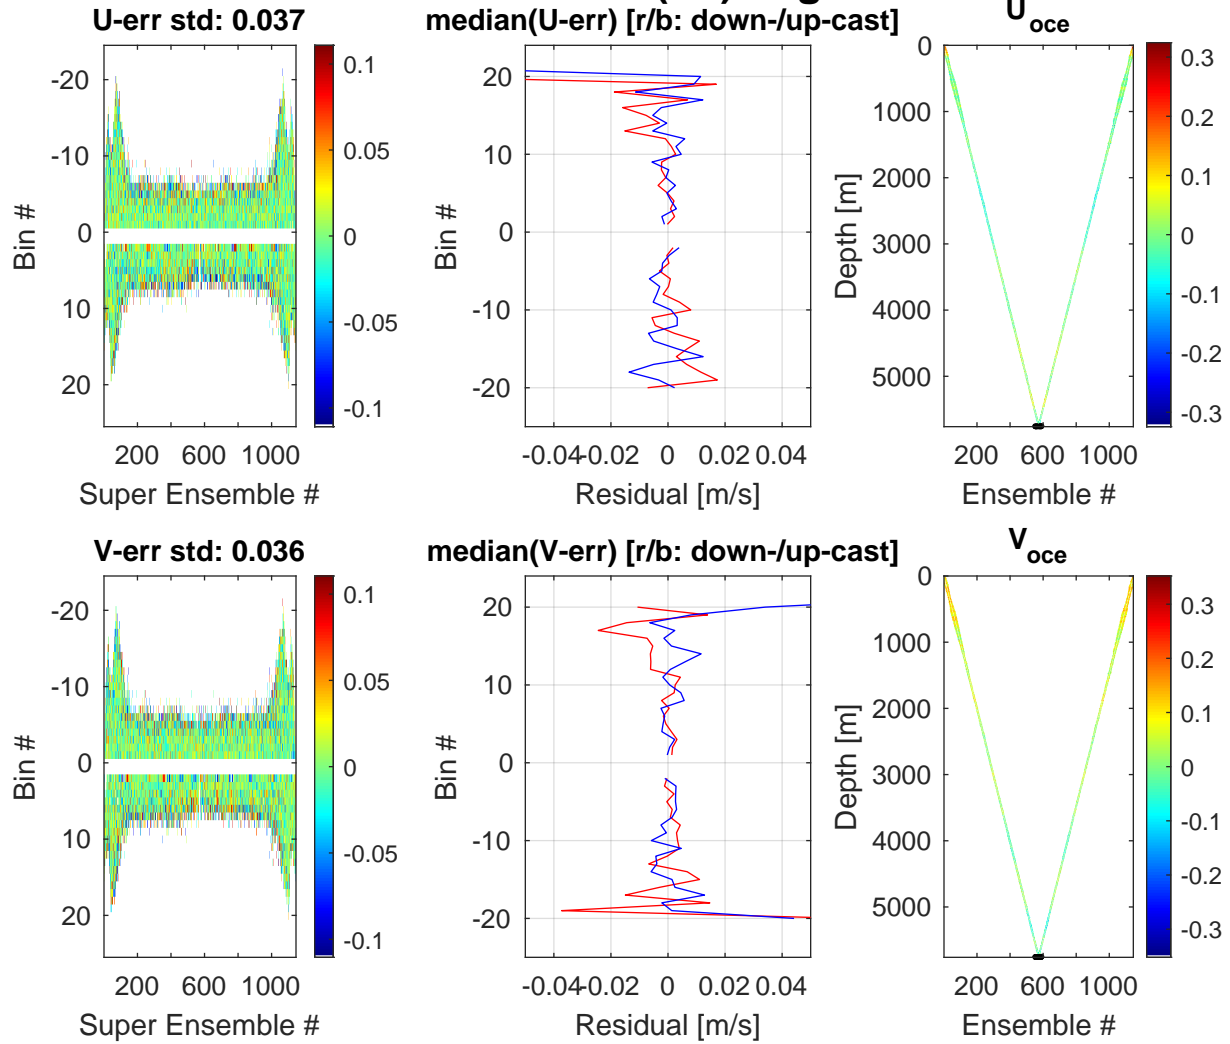 U-err std: 0.037
-20
-10
0
10
20
200 600 1000
Super Ensemble #
Bin #
0.1
0.05
0
-0.05
-0.1
median(U-err) [r/b: down-/up-cast]
20
10
0
-10
-20
-0.04 -0.02 0 0.02 0.04
Residual [m/s]
Bin #
U oce
0
1000
2000
3000
4000
5000
200 600 1000
Ensemble #
Depth [m]
0.3
0.2
0.1
0
-0.1
-0.2
-0.3
V-err std: 0.036
-20
-10
0
10
20
200 600 1000
Super Ensemble #
Bin #
0.1
0.05
0
-0.05
-0.1
median(V-err) [r/b: down-/up-cast]
20
10
0
-10
-20
-0.04 -0.02 0 0.02 0.04
Residual [m/s]
Bin #
V oce
0
1000
2000
3000
4000
5000
200 600 1000
Ensemble #
Depth [m]
0.3
0.2
0.1
0
-0.1
-0.2
-0.3